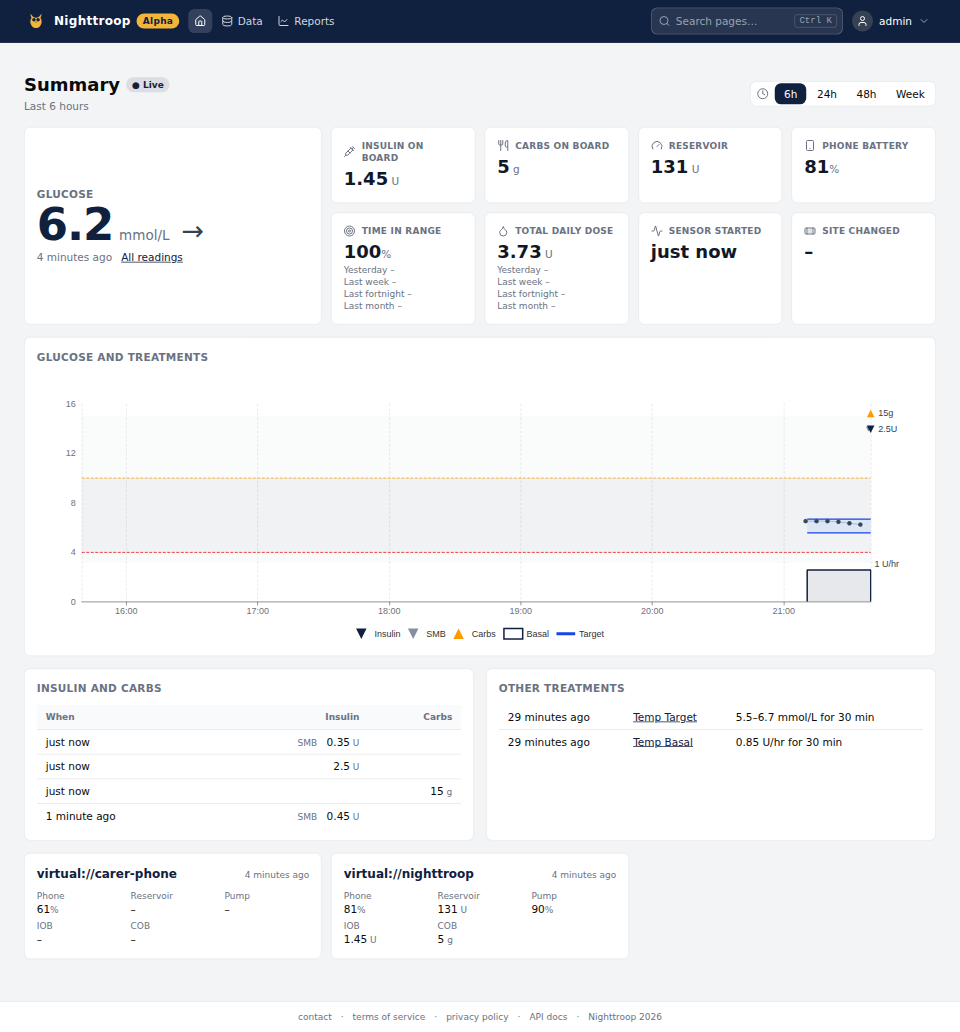 Nighttroop Alpha Data Reports Search pages... Ctrl K admin
Summary ● Live
Last 6 hours
6h 24h 48h Week
GLUCOSE
6.2 mmol/L →
4 minutes ago All readings
INSULIN ON BOARD
1.45 U
CARBS ON BOARD
5 g
RESERVOIR
131 U
PHONE BATTERY
81%
TIME IN RANGE
100%
Yesterday –
Last week –
Last fortnight –
Last month –
TOTAL DAILY DOSE
3.73 U
Yesterday –
Last week –
Last fortnight –
Last month –
SENSOR STARTED
just now
SITE CHANGED
–
GLUCOSE AND TREATMENTS
16
12
8
4
0
15g
2.5U
1 U/hr
16:00 17:00 18:00 19:00 20:00 21:00
Insulin SMB Carbs Basal Target
INSULIN AND CARBS
When Insulin Carbs
just now SMB 0.35 U
just now 2.5 U
just now 15 g
1 minute ago SMB 0.45 U
OTHER TREATMENTS
29 minutes ago Temp Target 5.5–6.7 mmol/L for 30 min
29 minutes ago Temp Basal 0.85 U/hr for 30 min
virtual://carer-phone 4 minutes ago
Phone Reservoir Pump
61% – –
IOB COB
– –
virtual://nighttroop 4 minutes ago
Phone Reservoir Pump
81% 131 U 90%
IOB COB
1.45 U 5 g
contact · terms of service · privacy policy · API docs · Nighttroop 2026